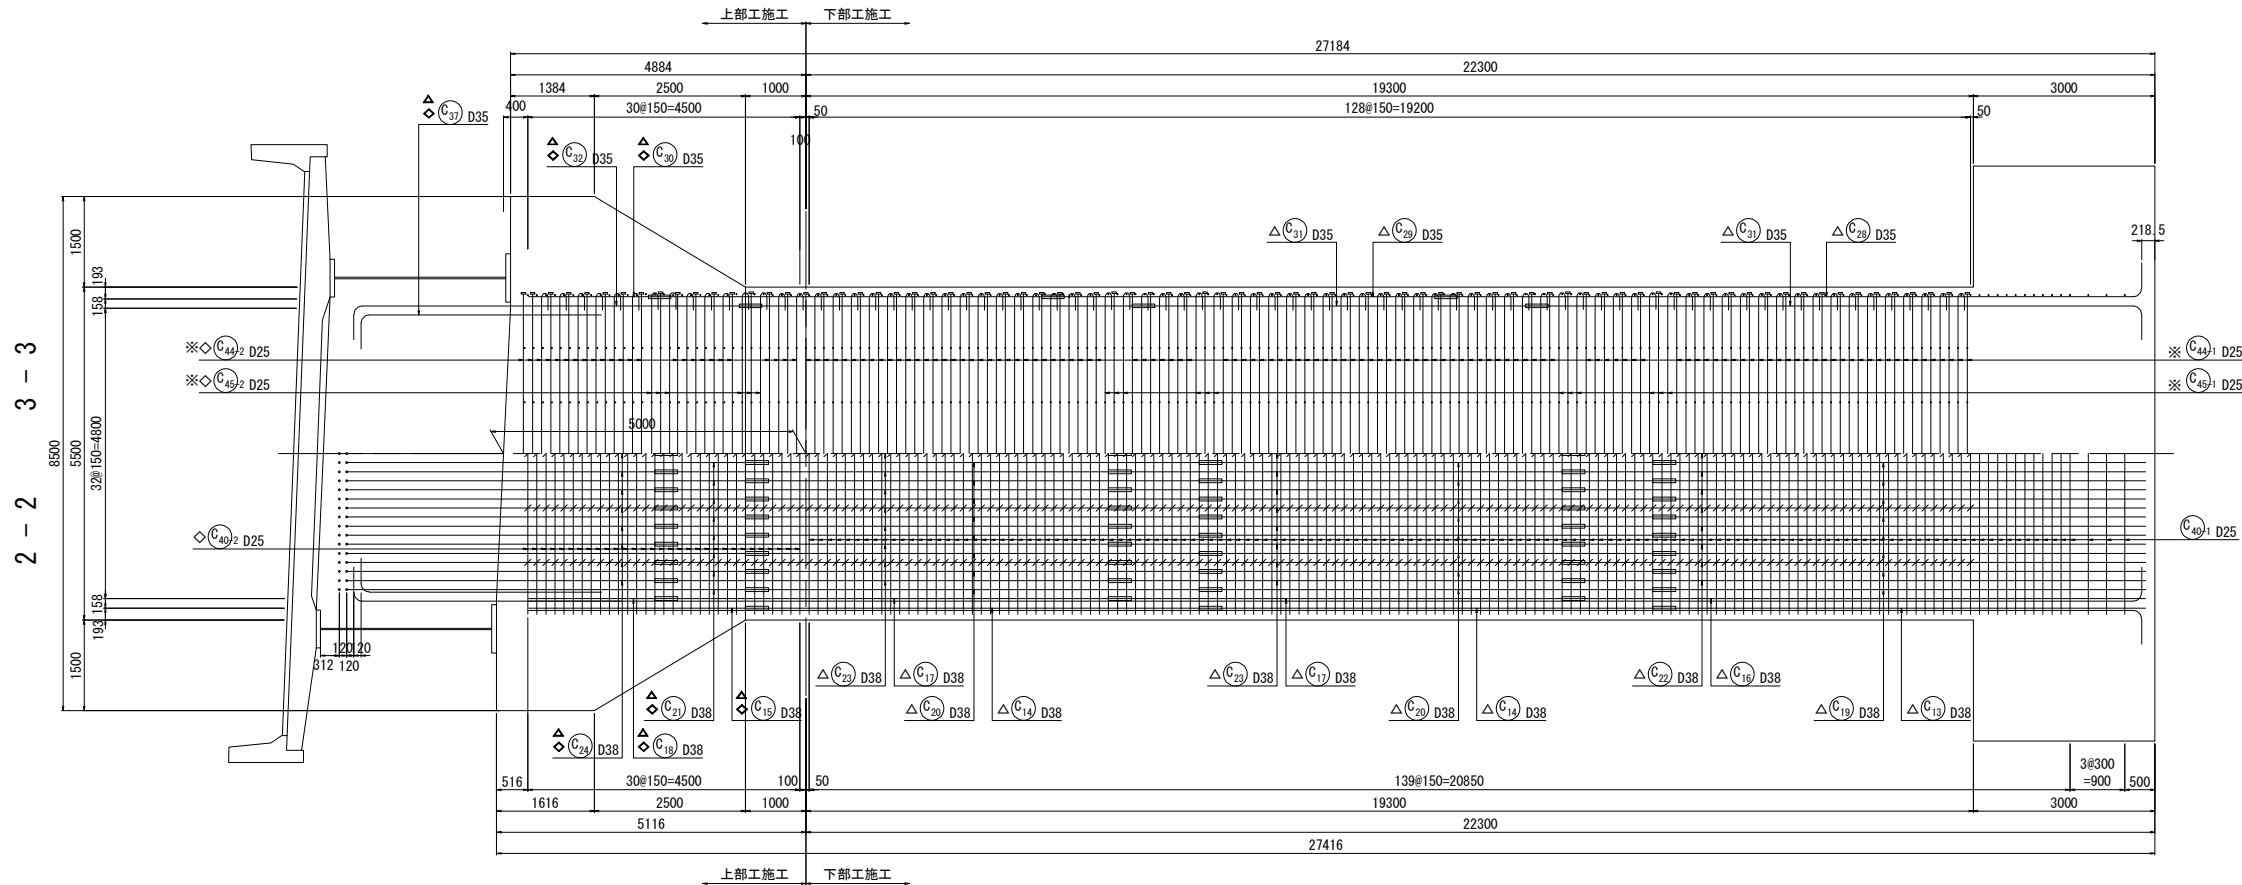 上部工施工 下部工施工
27184
4884 22300
1384 2500 1000 19300 3000
400 30@150=4500 50 128@150=19200 50
100
△ ◇ C37 D35
△ ◇ C32 D35
△ ◇ C30 D35
△ C31 D35
△ C29 D35
△ C31 D35
△ C28 D35
218.5
1500
193
158
※◇ C44-2 D25
※ C44-1 D25
※◇ C45-2 D25
※ C45-1 D25
3-3
5000
8500
5500
32@150=4800
2-2
◇ C40-2 D25
C40-1 D25
158
193
1500
120 120
312 120
△ C23 D38
△ C17 D38
△ C23 D38
△ C17 D38
△ C22 D38
△ C16 D38
△ ◇ C21 D38
△ ◇ C15 D38
△ C20 D38
△ C14 D38
△ C20 D38
△ C14 D38
△ C19 D38
△ C13 D38
△ ◇ C24 D38
△ ◇ C18 D38
516 30@150=4500 100 50 139@150=20850 3@300
=900 500
1616 2500 1000 19300 3000
5116 22300
27416
上部工施工 下部工施工